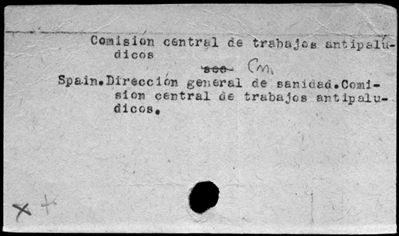 Comision central de trabajos antipalu-
dicos
see Cm.
Spain.Dirección general de sanidad.Comi-
sion central de trabajos antipalu-
dicos.
x +